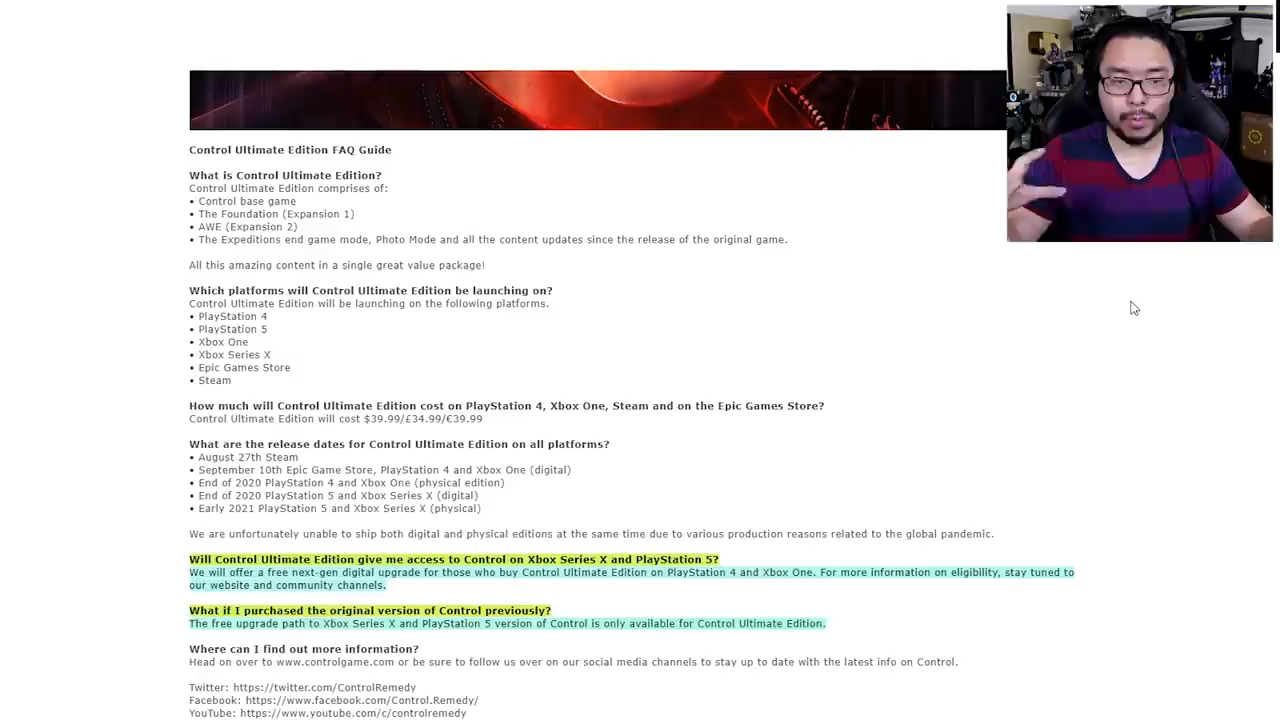 Control Ultimate Edition FAQ Guide
What is Control Ultimate Edition?
Control Ultimate Edition comprises of:
• Control base game
• The Foundation (Expansion 1)
• AWE (Expansion 2)
• The Expeditions end game mode, Photo Mode and all the content updates since the release of the original game.
All this amazing content in a single great value package!
Which platforms will Control Ultimate Edition be launching on?
Control Ultimate Edition will be launching on the following platforms.
• PlayStation 4
• PlayStation 5
• Xbox One
• Xbox Series X
• Epic Games Store
• Steam
How much will Control Ultimate Edition cost on PlayStation 4, Xbox One, Steam and on the Epic Games Store?
Control Ultimate Edition will cost $39.99/£34.99/€39.99
What are the release dates for Control Ultimate Edition on all platforms?
• August 27th Steam
• September 10th Epic Game Store, PlayStation 4 and Xbox One (digital)
• End of 2020 PlayStation 4 and Xbox One (physical edition)
• End of 2020 PlayStation 5 and Xbox Series X (digital)
• Early 2021 PlayStation 5 and Xbox Series X (physical)
We are unfortunately unable to ship both digital and physical editions at the same time due to various production reasons related to the global pandemic.
Will Control Ultimate Edition give me access to Control on Xbox Series X and PlayStation 5?
We will offer a free next-gen digital upgrade for those who buy Control Ultimate Edition on PlayStation 4 and Xbox One. For more information on eligibility, stay tuned to
our website and community channels.
What if I purchased the original version of Control previously?
The free upgrade path to Xbox Series X and PlayStation 5 version of Control is only available for Control Ultimate Edition.
Where can I find out more information?
Head on over to www.controlgame.com or be sure to follow us over on our social media channels to stay up to date with the latest info on Control.
Twitter: https://twitter.com/ControlRemedy
Facebook: https://www.facebook.com/Control.Remedy/
YouTube: https://www.youtube.com/c/controlremedy